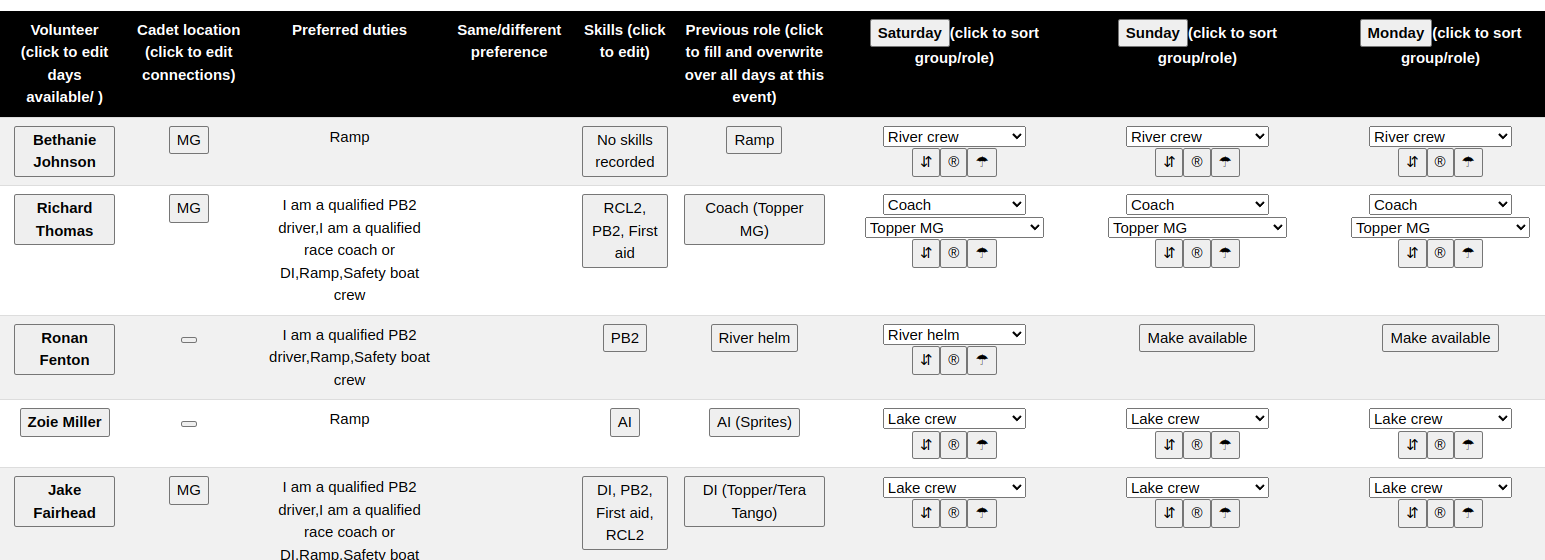 Volunteer (click to edit days available/ )
Cadet location (click to edit connections)
Preferred duties
Same/different preference
Skills (click to edit)
Previous role (click to fill and overwrite over all days at this event)
Saturday (click to sort group/role)
Sunday (click to sort group/role)
Monday (click to sort group/role)
Bethanie Johnson
MG
Ramp
No skills recorded
Ramp
River crew
⇵ ® ☂
River crew
⇵ ® ☂
River crew
⇵ ® ☂
Richard Thomas
MG
I am a qualified PB2
driver,I am a qualified
race coach or
DI,Ramp,Safety boat
crew
RCL2,
PB2, First
aid
Coach (Topper
MG)
Coach
Topper MG
⇵ ® ☂
Coach
Topper MG
⇵ ® ☂
Coach
Topper MG
⇵ ® ☂
Ronan Fenton
I am a qualified PB2
driver,Ramp,Safety boat
crew
PB2
River helm
River helm
⇵ ® ☂
Make available
Make available
Zoie Miller
Ramp
AI
AI (Sprites)
Lake crew
⇵ ® ☂
Lake crew
⇵ ® ☂
Lake crew
⇵ ® ☂
Jake Fairhead
MG
I am a qualified PB2
driver,I am a qualified
race coach or
DI,Ramp,Safety boat
DI, PB2,
First aid,
RCL2
DI (Topper/Tera
Tango)
Lake crew
⇵ ® ☂
Lake crew
⇵ ® ☂
Lake crew
⇵ ® ☂